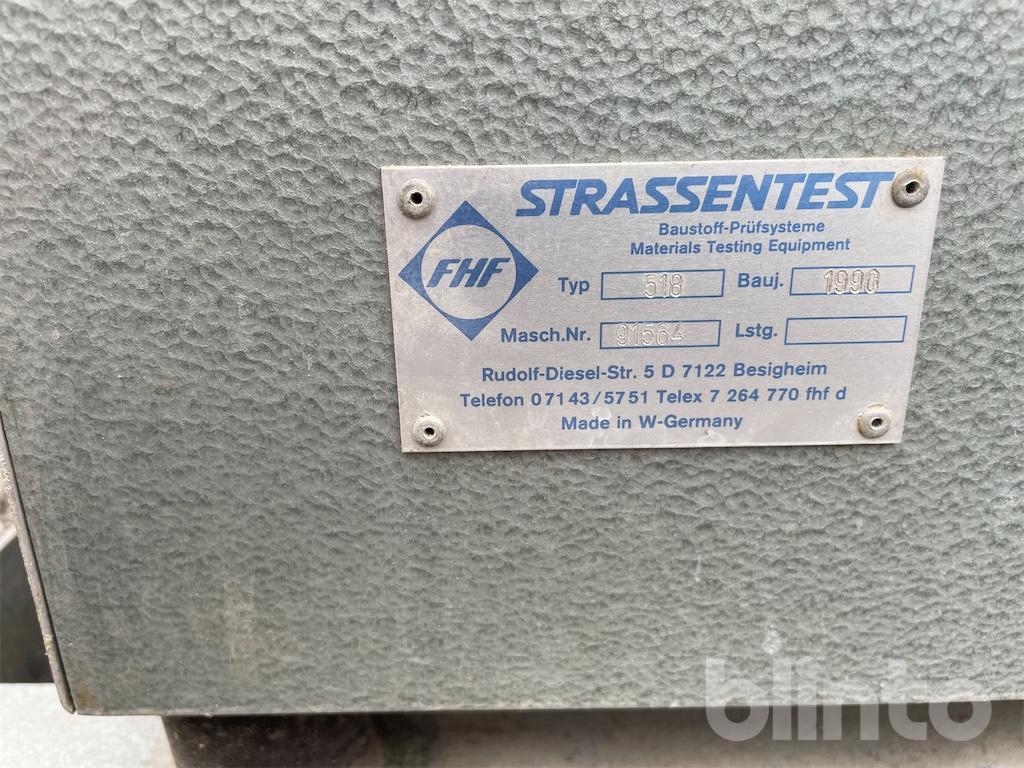 STRASSENTEST
Baustoff-Prüfsysteme
Materials Testing Equipment
FHF
Typ 518 Bauj. 1990
Masch.Nr. 91564 Lstg.
Rudolf-Diesel-Str. 5 D 7122 Besigheim
Telefon 07143/5751 Telex 7 264 770 fhf d
Made in W-Germany
blinto